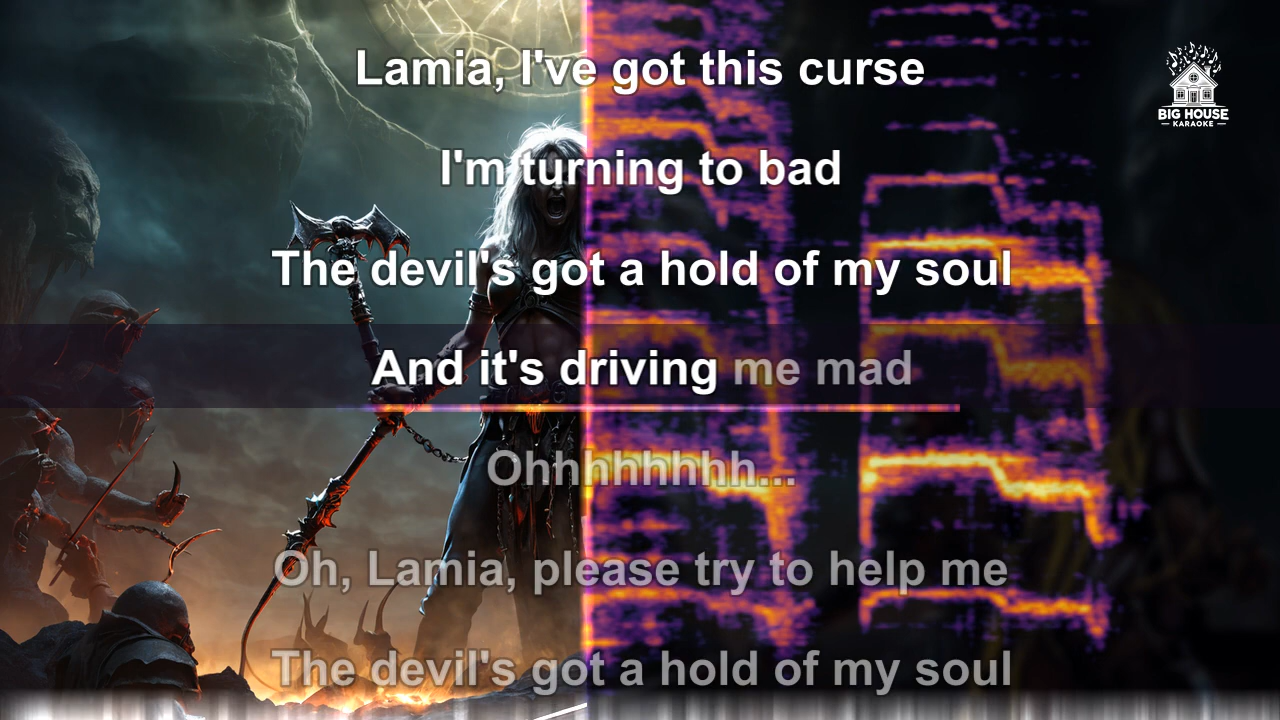 Lamia, I've got this curse
BIG HOUSE
KARAOKE
I'm turning to bad
The devil's got a hold of my soul
And it's driving me mad
Ohhhhhhhh...
Oh, Lamia, please try to help me
The devil's got a hold of my soul